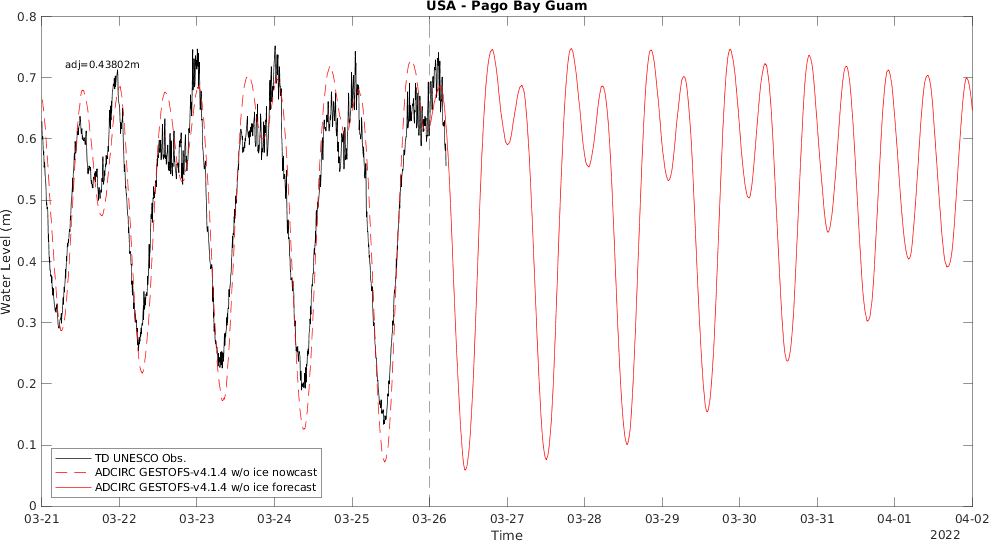 USA - Pago Bay Guam
adj=0.43802m
0.8
0.7
0.6
0.5
0.4
0.3
0.2
0.1
0
Water Level (m)
TD UNESCO Obs.
ADCIRC GESTOFS-v4.1.4 w/o ice nowcast
ADCIRC GESTOFS-v4.1.4 w/o ice forecast
03-21 03-22 03-23 03-24 03-25 03-26 03-27 03-28 03-29 03-30 03-31 04-01 04-02
Time
2022